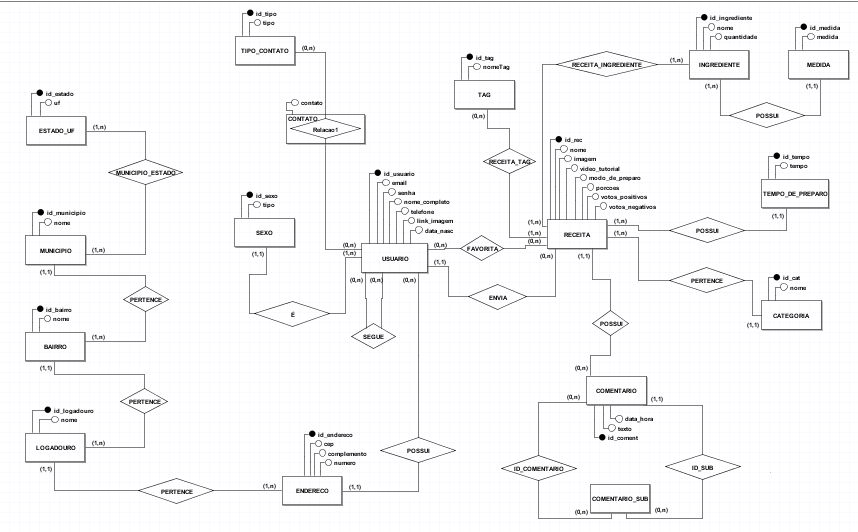 id_tipo
tipo
TIPO_CONTATO
(0,n)
id_ingrediente
nome
quantidade
INGREDIENTE
(1,n)
RECEITA_INGREDIENTE
(1,n)
id_medida
medida
MEDIDA
(1,1)
POSSUI
id_tag
nomeTag
TAG
(0,n)
RECEITA_TAG
id_estado
uf
ESTADO_UF
(1,n)
MUNICIPIO_ESTADO
contato
CONTATO
Relacao1
id_rec
nome
imagem
video_tutorial
modo_de_preparo
porcoes
votos_positivos
votos_negativos
RECEITA
(1,n)
(1,n)
(0,n)
(0,n)
(1,1)
(1,n)
(1,n)
id_tempo
tempo
TEMPO_DE_PREPARO
(1,1)
POSSUI
id_usuario
email
senha
nome_completo
telefone
link_imagem
data_nasc
USUARIO
(0,n)
(1,n)
(0,n)
(1,1)
(0,n)
(0,n)
(0,n)
(1,n)
FAVORITA
ENVIA
SEGUE
id_sexo
tipo
SEXO
(1,1)
É
id_municipio
nome
MUNICIPIO
(1,n)
(1,1)
PERTENCE
PERTENCE
id_cat
nome
CATEGORIA
(1,1)
id_bairro
nome
BAIRRO
(1,n)
(1,1)
POSSUI
PERTENCE
(0,n)
COMENTARIO
(0,n)
(1,1)
data_hora
texto
id_coment
id_logadouro
nome
LOGADOURO
(1,n)
(1,1)
PERTENCE
id_endereco
cep
complemento
numero
ENDERECO
(1,n)
(1,1)
POSSUI
ID_COMENTARIO
ID_SUB
COMENTARIO_SUB
(0,n)
(0,n)